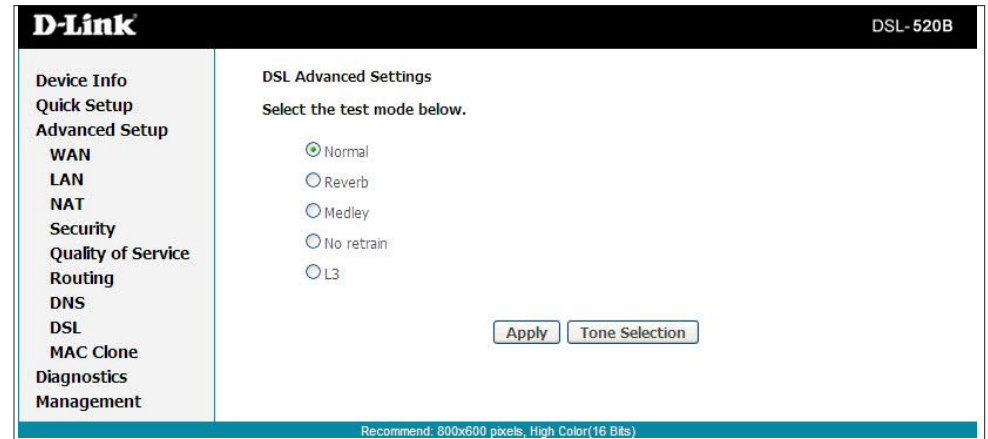 D-Link
DSL-520B
Device Info
Quick Setup
Advanced Setup
WAN
LAN
NAT
Security
Quality of Service
Routing
DNS
DSL
MAC Clone
Diagnostics
Management
DSL Advanced Settings
Select the test mode below.
Normal
Reverb
Medley
No retrain
L3
Apply
Tone Selection
Recommend: 800x600 pixels, High Color(16 Bits)